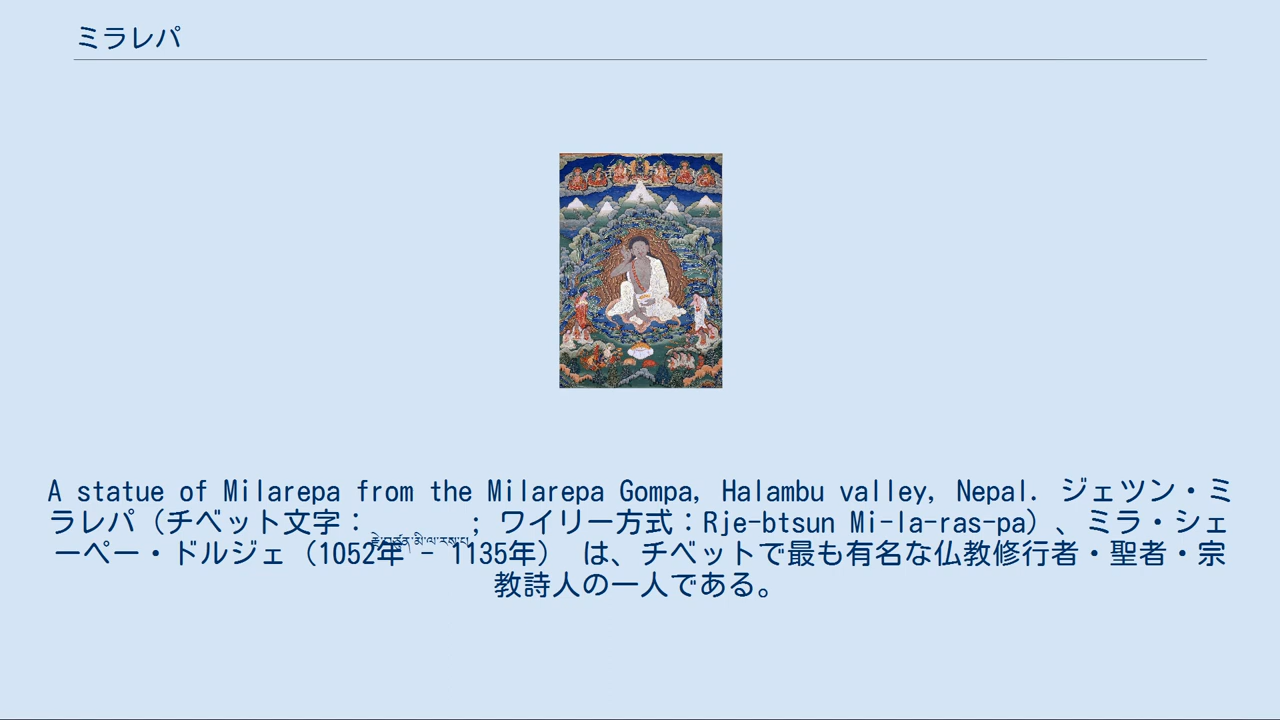 ミラレパ
A statue of Milarepa from the Milarepa Gompa, Halambu valley, Nepal. ジェツン・ミ
ラレパ（チベット文字：རྗེ་བཙུན་མི་ལ་རས་པ; ワイリー方式：Rje-btsun Mi-la-ras-pa）、ミラ・シェ
ーペー・ドルジェ（1052年 – 1135年） は、チベットで最も有名な仏教修行者・聖者・宗
教詩人の一人である。